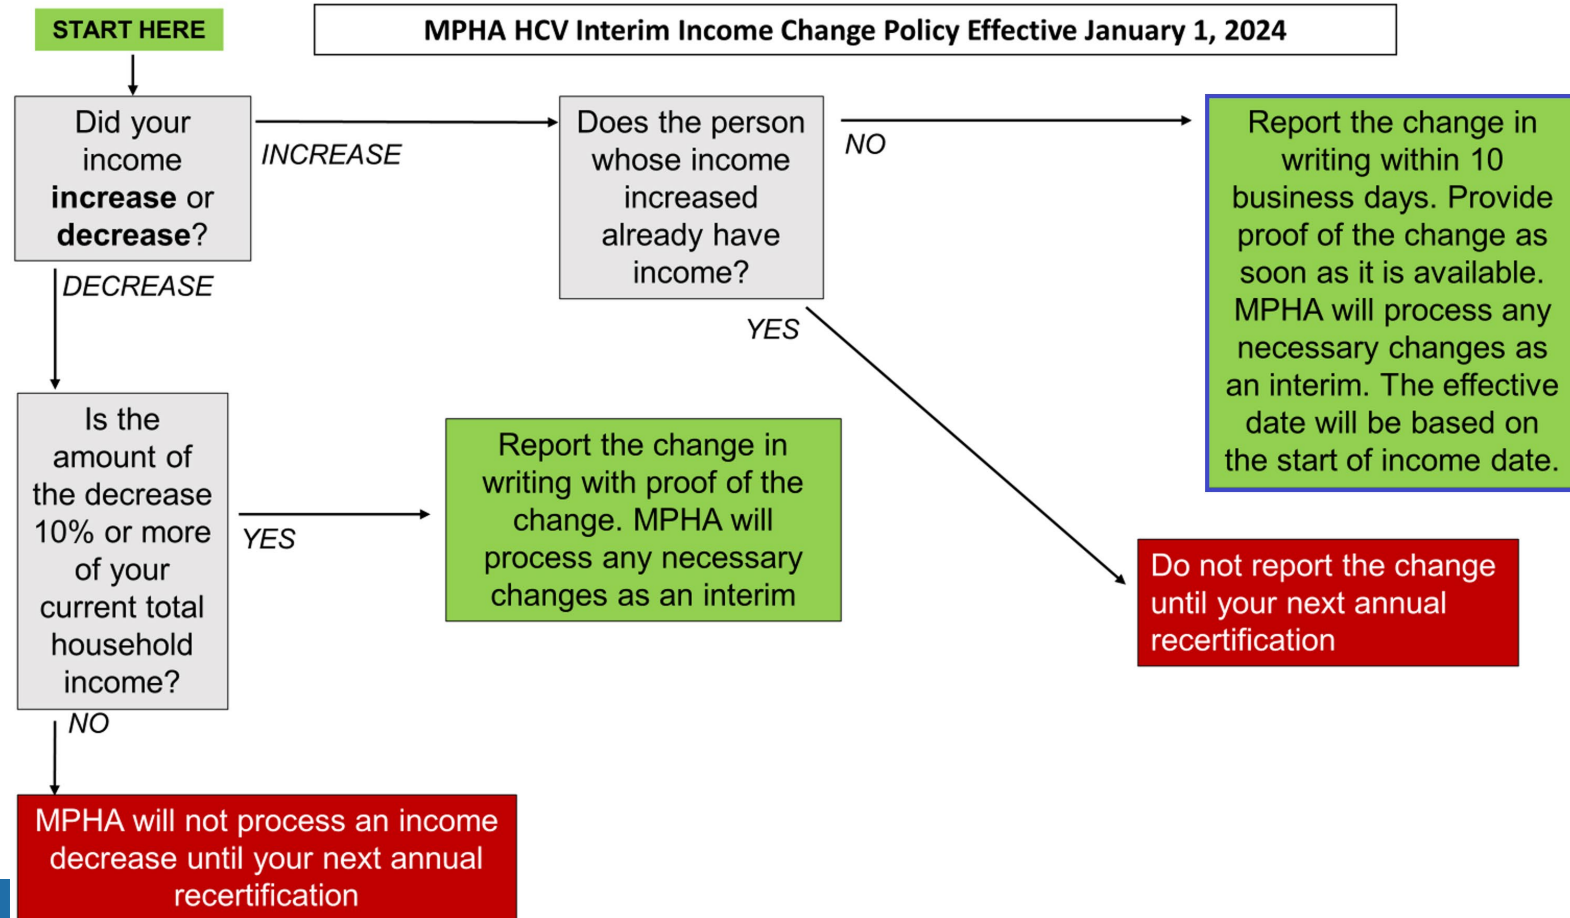 START HERE
MPHA HCV Interim Income Change Policy Effective January 1, 2024
Did your
income
increase or
decrease?
INCREASE
Does the person
whose income
increased
already have
income?
NO
Report the change in
writing within 10
business days. Provide
proof of the change as
soon as it is available.
MPHA will process any
necessary changes as
an interim. The effective
date will be based on
the start of income date.
DECREASE
YES
Is the
amount of
the decrease
10% or more
of your
current total
household
income?
YES
Report the change in
writing with proof of the
change. MPHA will
process any necessary
changes as an interim
Do not report the change
until your next annual
recertification
NO
MPHA will not process an income
decrease until your next annual
recertification